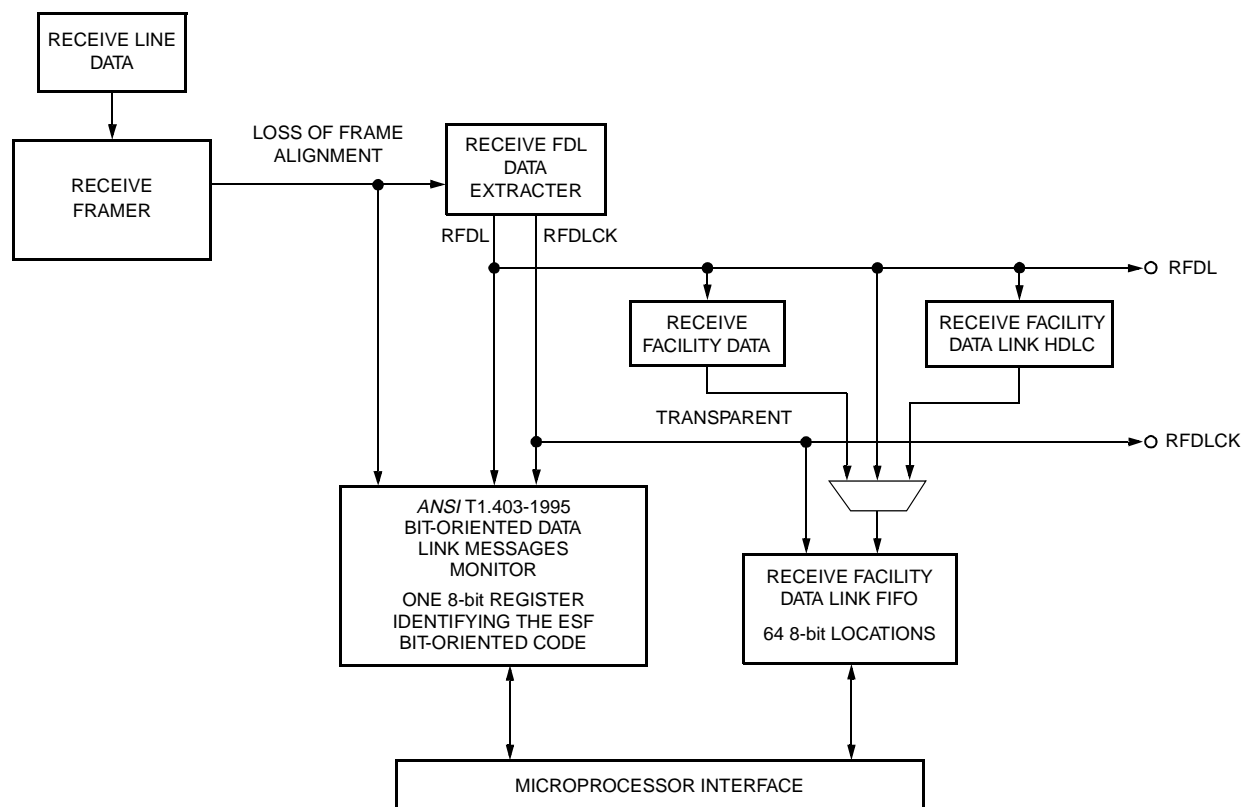 RECEIVE LINE
DATA
RECEIVE
FRAMER
LOSS OF FRAME
ALIGNMENT
RECEIVE FDL
DATA
EXTRACTER
RFDL
RFDLCK
RFDL
RECEIVE
FACILITY DATA
RECEIVE FACILITY
DATA LINK HDLC
TRANSPARENT
RFDLCK
ANSI T1.403-1995
BIT-ORIENTED DATA
LINK MESSAGES
MONITOR
ONE 8-bit REGISTER
IDENTIFYING THE ESF
BIT-ORIENTED CODE
RECEIVE FACILITY
DATA LINK FIFO
64 8-bit LOCATIONS
MICROPROCESSOR INTERFACE